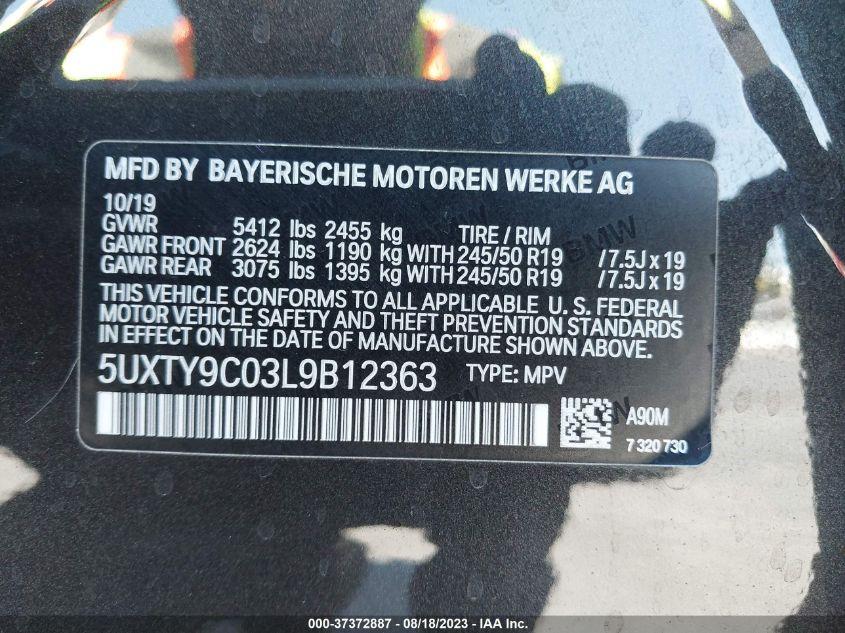 MFD BY BAYERISCHE MOTOREN WERKE AG
10/19
GVWR 5412 lbs 2455 kg TIRE / RIM
GAWR FRONT 2624 lbs 1190 kg WITH 245/50 R19 / 7.5J x 19
GAWR REAR 3075 lbs 1395 kg WITH 245/50 R19 / 7.5J x 19
THIS VEHICLE CONFORMS TO ALL APPLICABLE U. S. FEDERAL
MOTOR VEHICLE SAFETY AND THEFT PREVENTION STANDARDS
IN EFFECT ON THE DATE OF MANUFACTURE SHOWN ABOVE.
5UXTY9C03L9B12363 TYPE: MPV
A90M
7 320 730
000-37372887 - 08/18/2023 - IAA Inc.